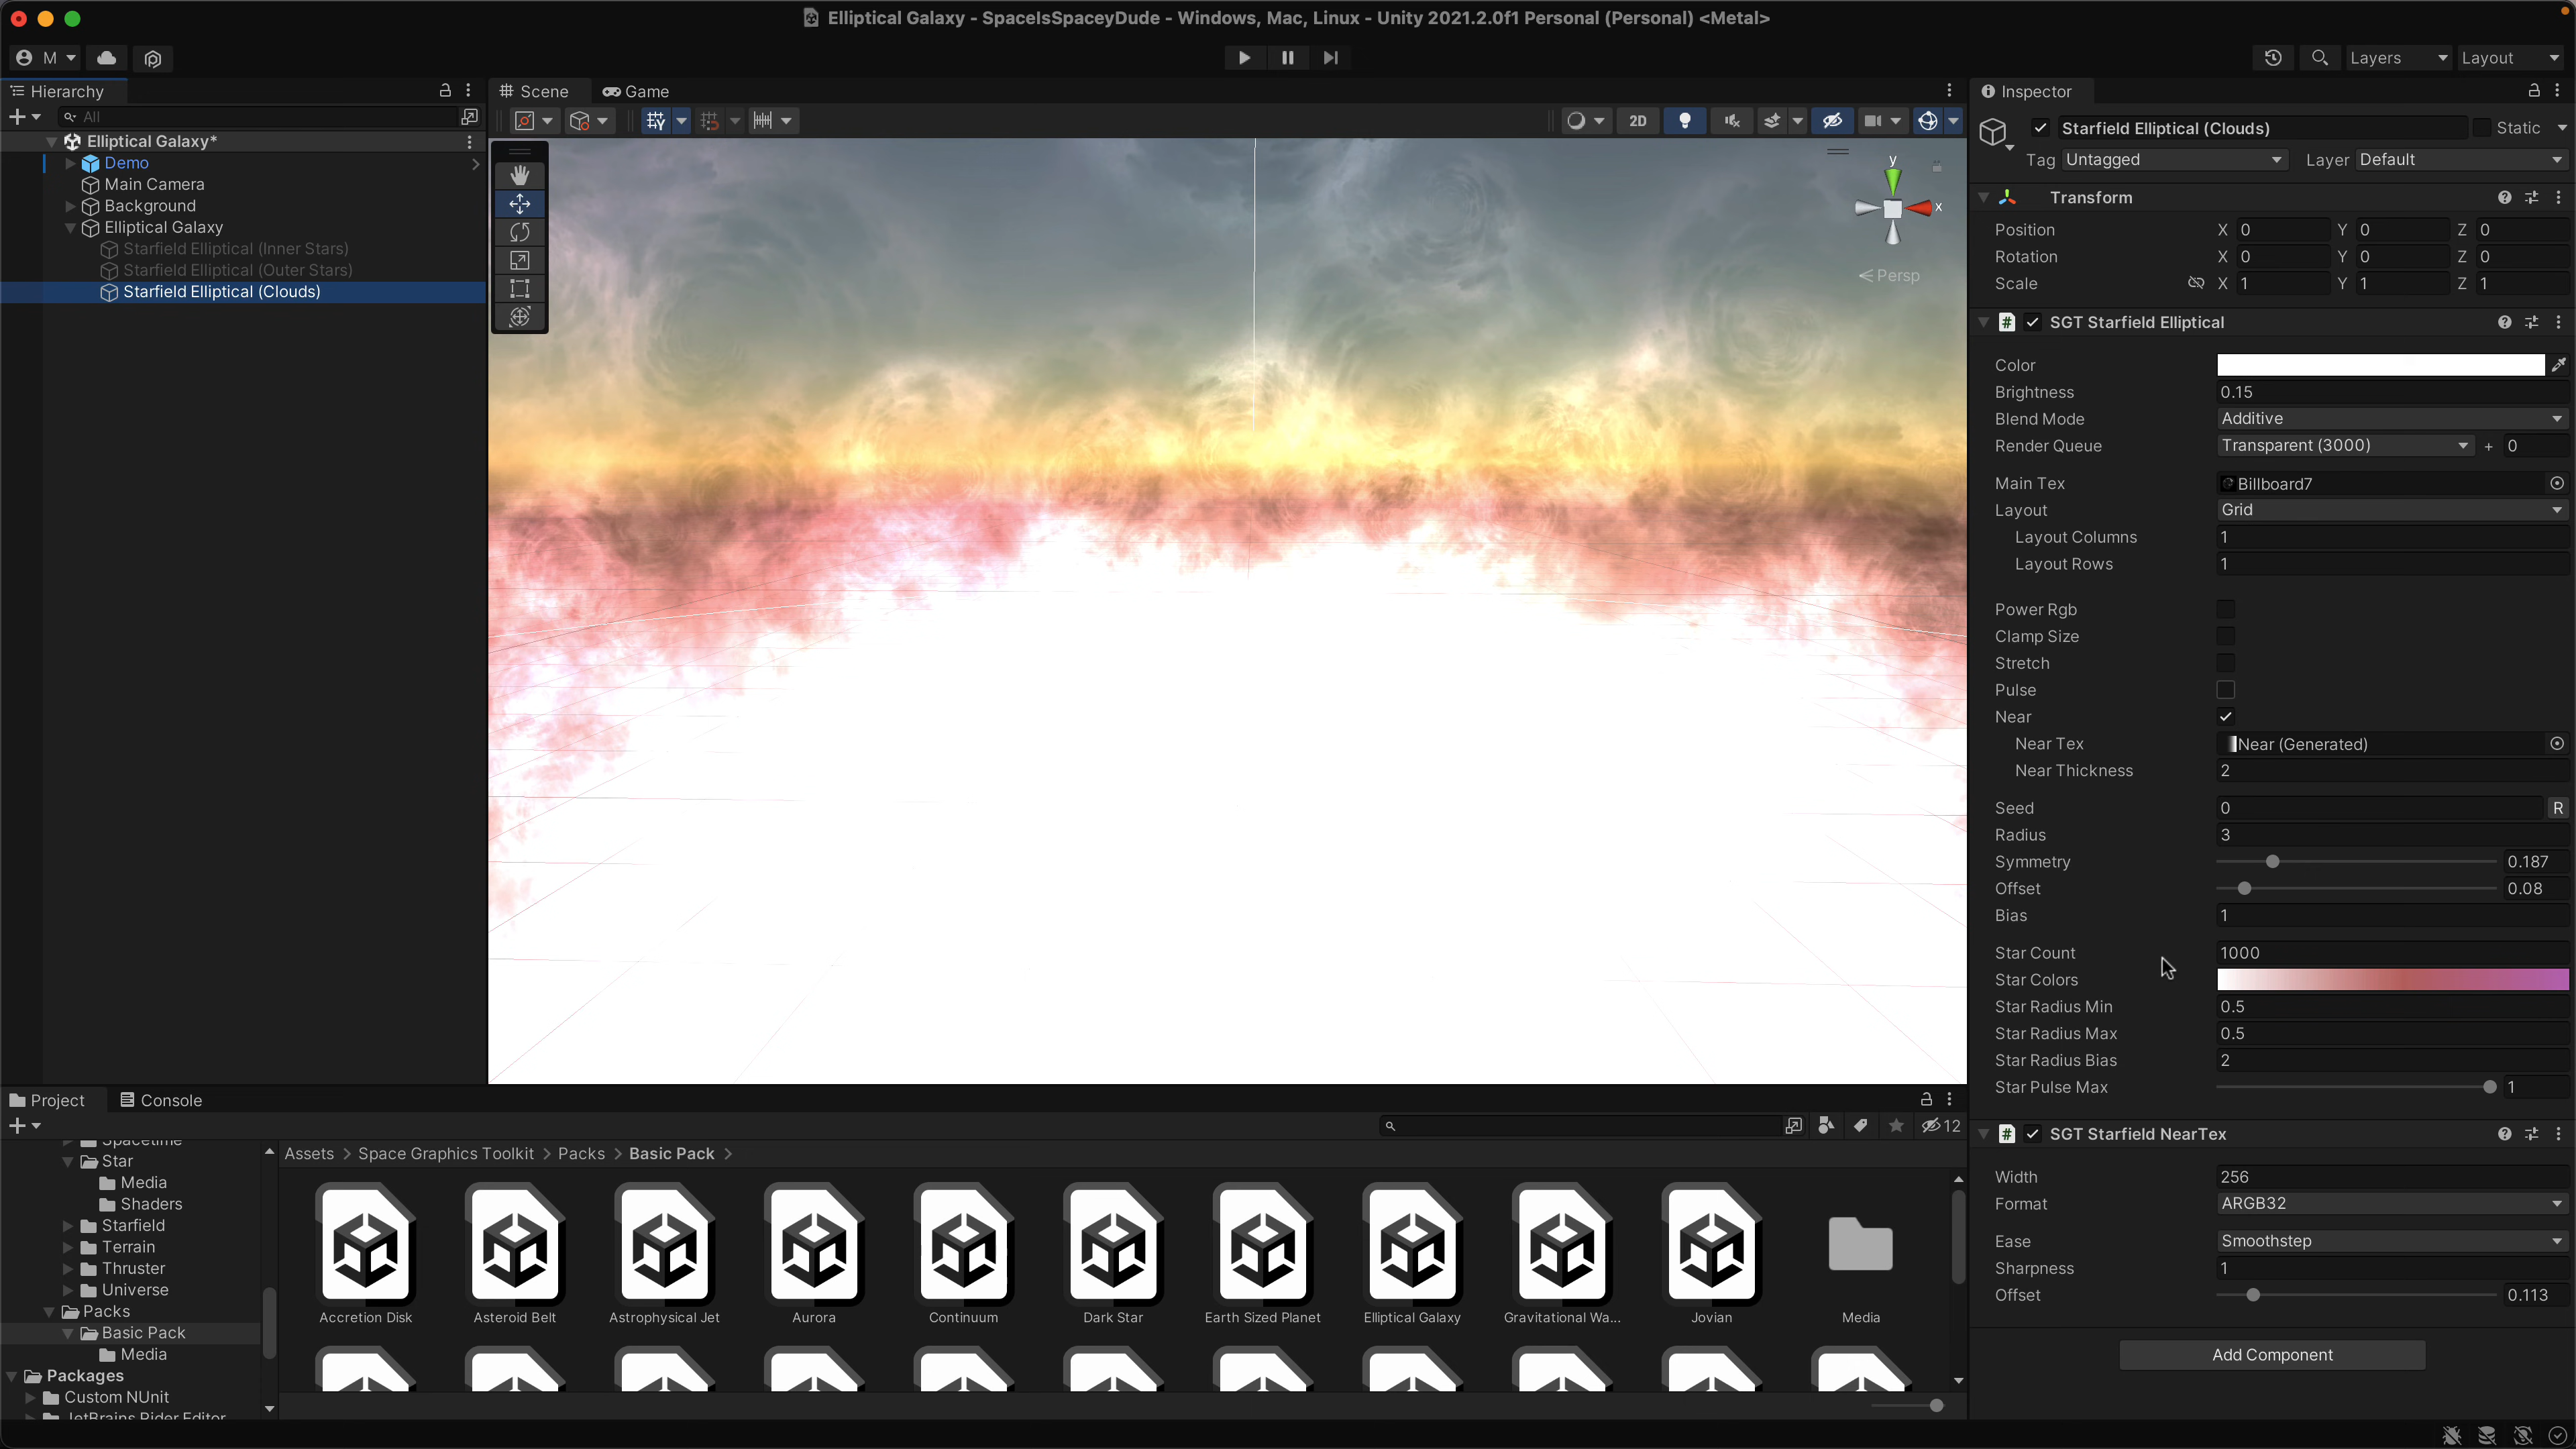 Elliptical Galaxy - SpaceIsSpaceyDude - Windows, Mac, Linux - Unity 2021.2.0f1 Personal (Personal) <Metal>
M
Layers
Layout
Hierarchy
All
Elliptical Galaxy*
Demo
Main Camera
Background
Elliptical Galaxy
Starfield Elliptical (Inner Stars)
Starfield Elliptical (Outer Stars)
Starfield Elliptical (Clouds)
Scene
Game
2D
y
x
Persp
Inspector
Starfield Elliptical (Clouds)
Static
Tag Untagged
Layer Default
Transform
Position X 0 Y 0 Z 0
Rotation X 0 Y 0 Z 0
Scale X 1 Y 1 Z 1
SGT Starfield Elliptical
Color
Brightness 0.15
Blend Mode Additive
Render Queue Transparent (3000) + 0
Main Tex Billboard7
Layout Grid
Layout Columns 1
Layout Rows 1
Power Rgb
Clamp Size
Stretch
Pulse
Near
Near Tex Near (Generated)
Near Thickness 2
Seed 0 R
Radius 3
Symmetry 0.187
Offset 0.08
Bias 1
Star Count 1000
Star Colors
Star Radius Min 0.5
Star Radius Max 0.5
Star Radius Bias 2
Star Pulse Max 1
SGT Starfield NearTex
Width 256
Format ARGB32
Ease Smoothstep
Sharpness 1
Offset 0.113
Add Component
Project
Console
12
Spacetime
Star
Media
Shaders
Starfield
Terrain
Thruster
Universe
Packs
Basic Pack
Media
Packages
Custom NUnit
JetBrains Rider Editor
Assets > Space Graphics Toolkit > Packs > Basic Pack >
Accretion Disk
Asteroid Belt
Astrophysical Jet
Aurora
Continuum
Dark Star
Earth Sized Planet
Elliptical Galaxy
Gravitational Wa...
Jovian
Media